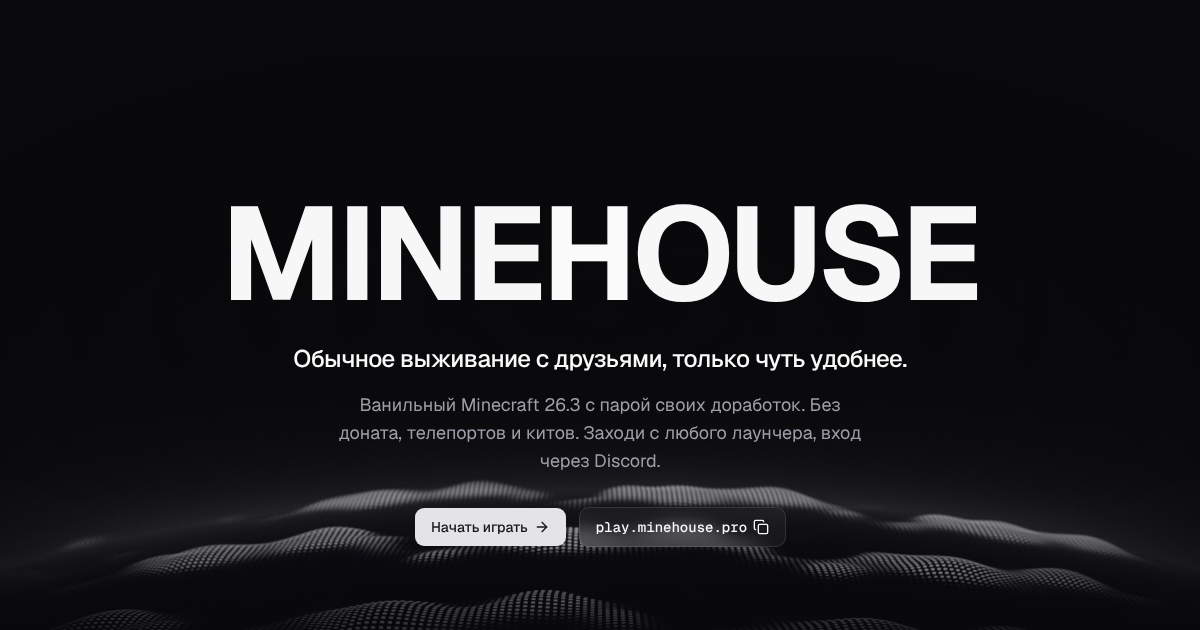 MINEHOUSE
Обычное выживание с друзьями, только чуть удобнее.
Ванильный Minecraft 26.3 с парой своих доработок. Без
доната, телепортов и китов. Заходи с любого лаунчера, вход
через Discord.
Начать играть
play.minehouse.pro